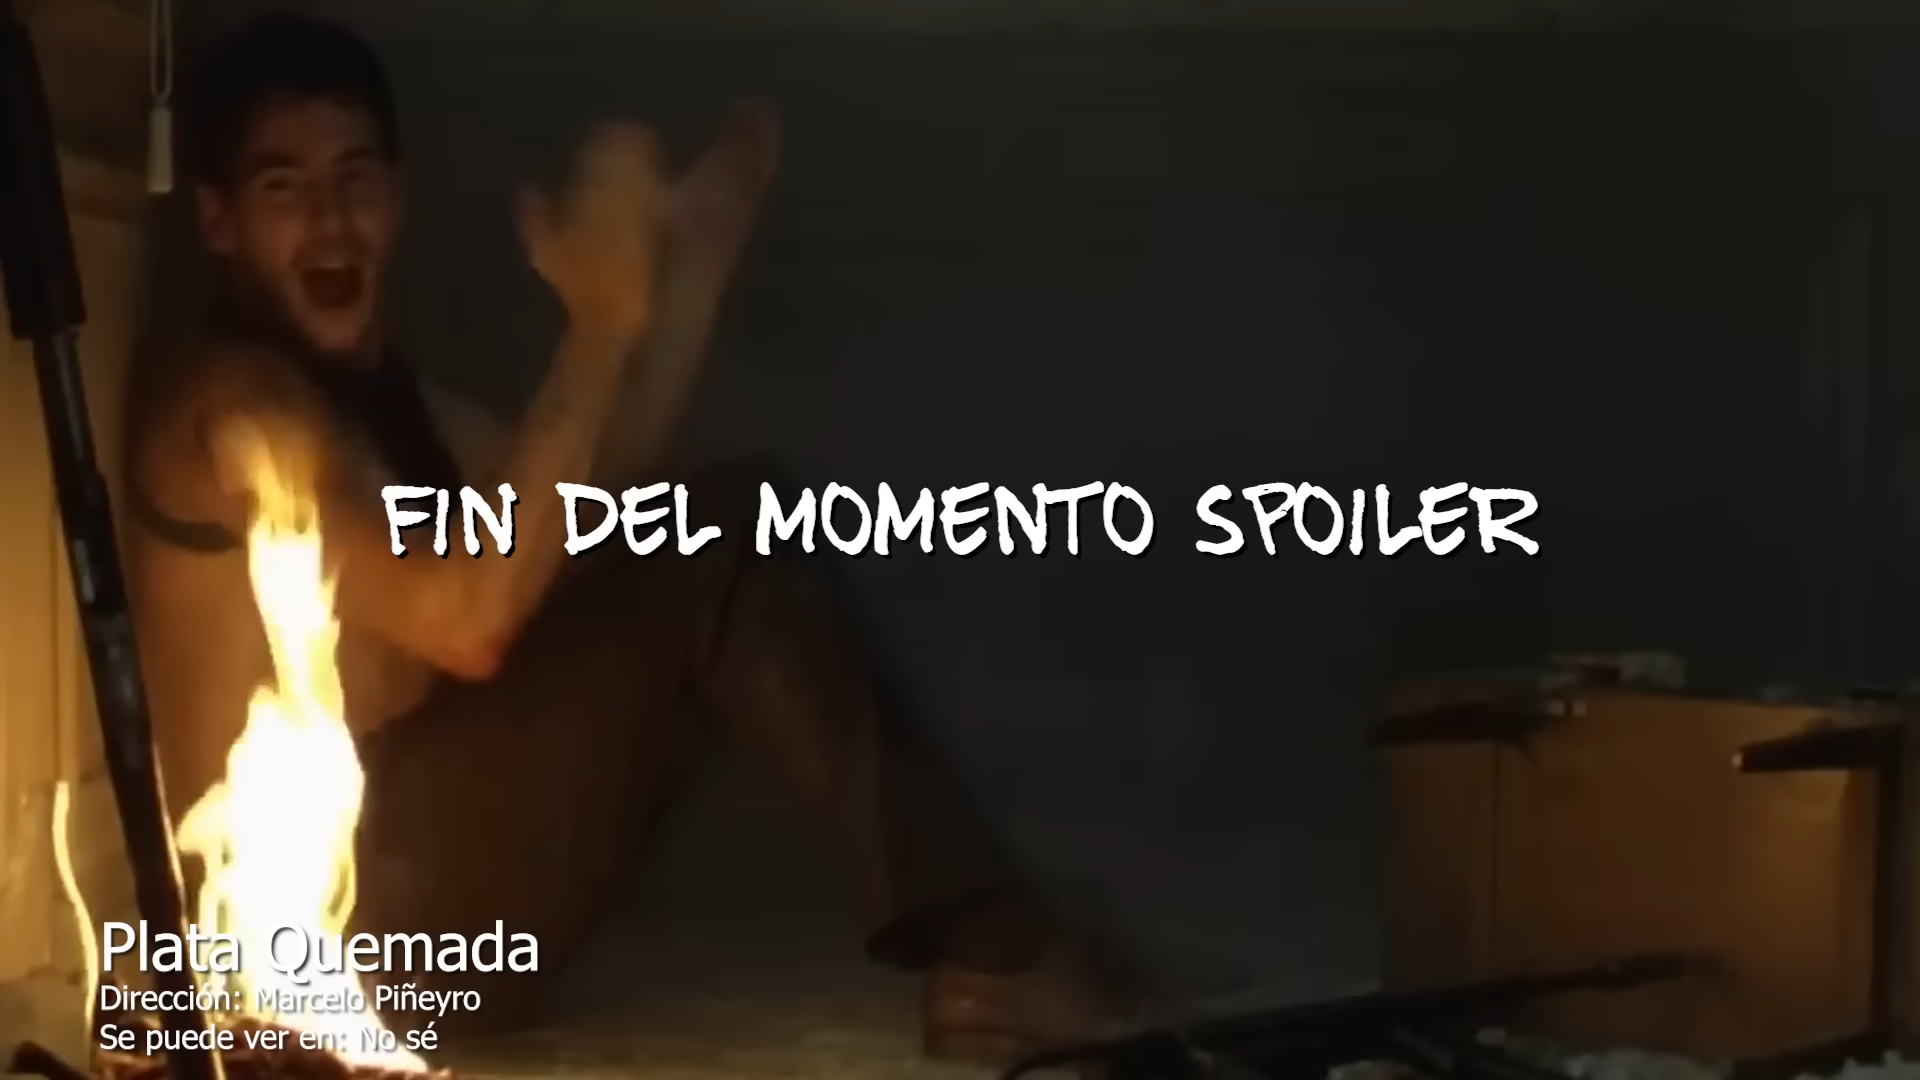 FIN DEL MOMENTO SPOILER
Plata Quemada
Dirección: Marcelo Piñeyro
Se puede ver en: No sé